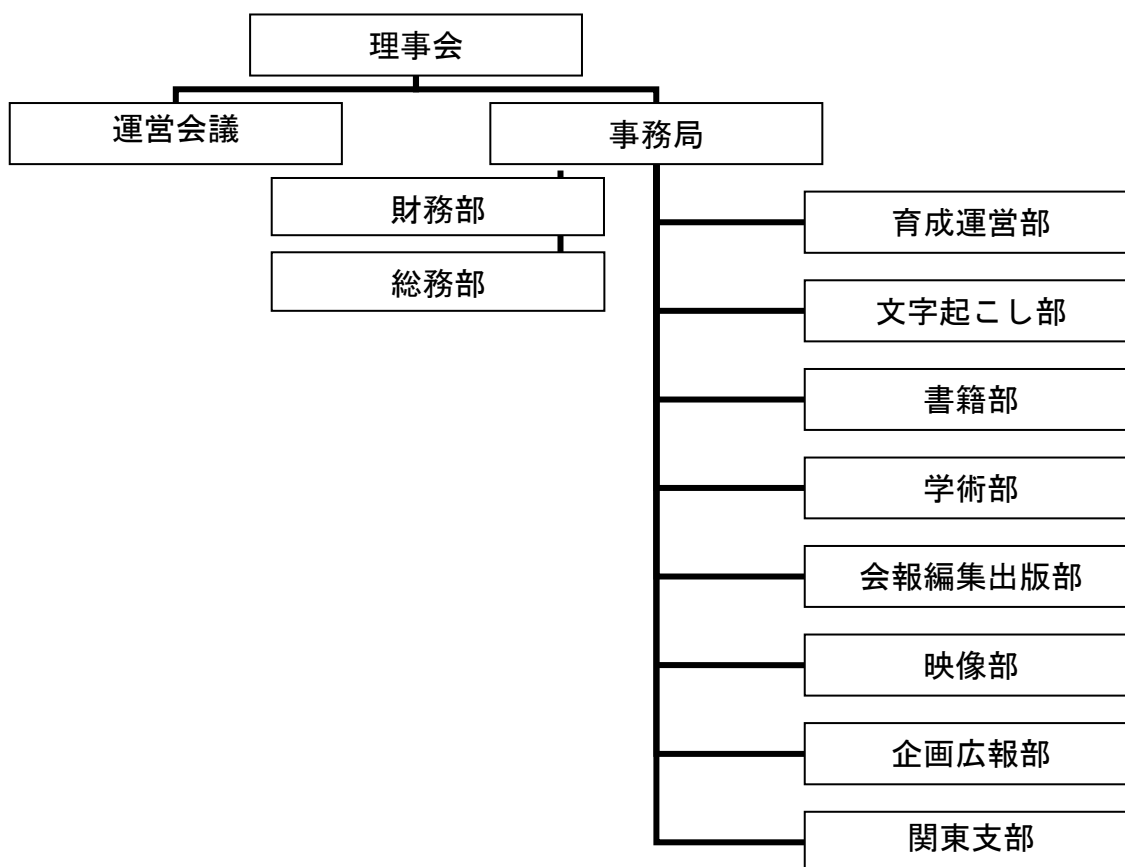 理事会
運営会議
事務局
財務部
総務部
育成運営部
文字起こし部
書籍部
学術部
会報編集出版部
映像部
企画広報部
関東支部